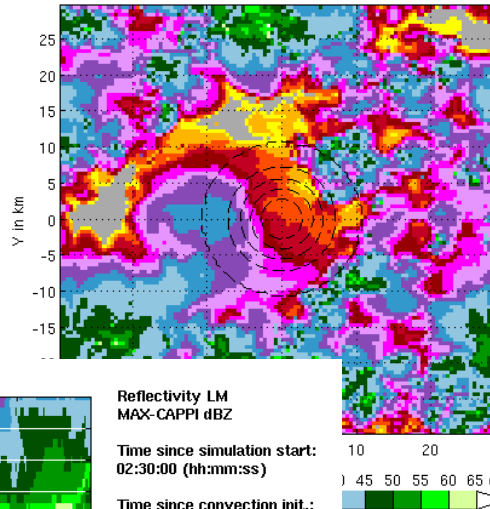 25
20
15
10
Y in km
5
0
-5
-10
-15
Reflectivity LM
MAX-CAPPI dBZ
Time since simulation start:
02:30:00 (hh:mm:ss)
Time since convection init.:
10 20
45 50 55 60 65